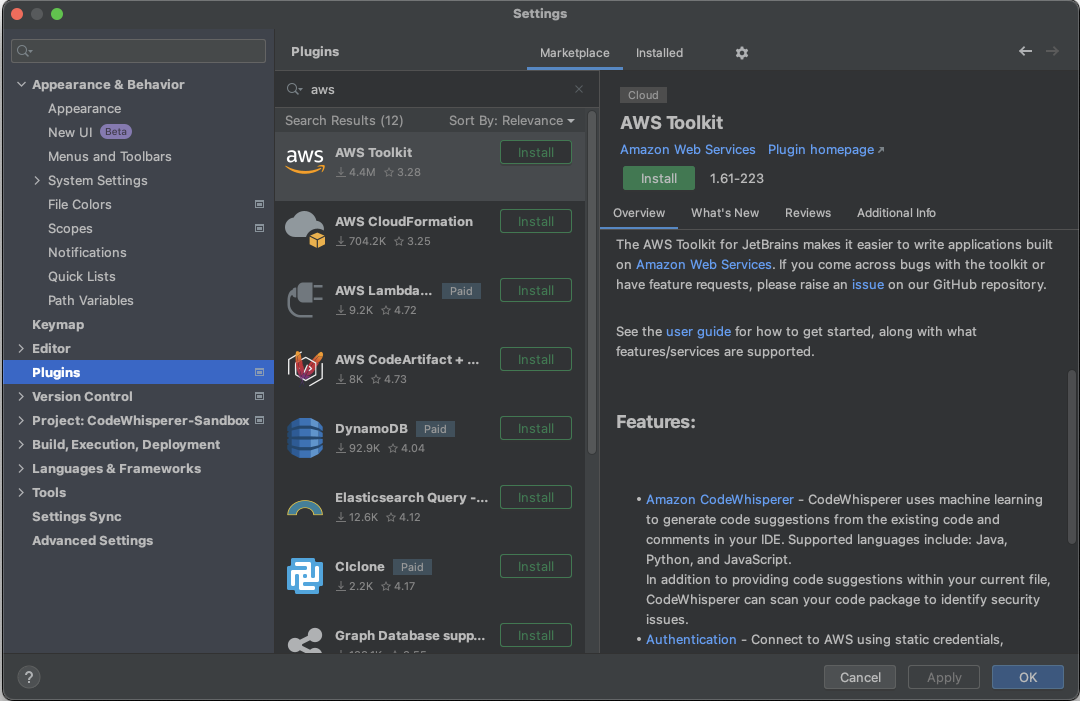 Settings
Appearance & Behavior
Appearance
New UI Beta
Menus and Toolbars
System Settings
File Colors
Scopes
Notifications
Quick Lists
Path Variables
Keymap
Editor
Plugins
Version Control
Project: CodeWhisperer-Sandbox
Build, Execution, Deployment
Languages & Frameworks
Tools
Settings Sync
Advanced Settings
Plugins
Marketplace
Installed
aws
Search Results (12) Sort By: Relevance
aws
AWS Toolkit Install
4.4M 3.28
AWS CloudFormation Install
704.2K 3.25
AWS Lambda... Paid Install
9.2K 4.72
AWS CodeArtifact + ... Install
8K 4.73
DynamoDB Paid Install
92.9K 4.04
Elasticsearch Query -... Install
12.6K 4.12
CIclone Paid Install
2.2K 4.17
Graph Database supp... Install
Cloud
AWS Toolkit
Amazon Web Services Plugin homepage
Install 1.61-223
Overview What's New Reviews Additional Info
The AWS Toolkit for JetBrains makes it easier to write applications built
on Amazon Web Services. If you come across bugs with the toolkit or
have feature requests, please raise an issue on our GitHub repository.
See the user guide for how to get started, along with what
features/services are supported.
Features:
• Amazon CodeWhisperer - CodeWhisperer uses machine learning
to generate code suggestions from the existing code and
comments in your IDE. Supported languages include: Java,
Python, and JavaScript.
In addition to providing code suggestions within your current file,
CodeWhisperer can scan your code package to identify security
issues.
• Authentication - Connect to AWS using static credentials,
?
Cancel Apply OK